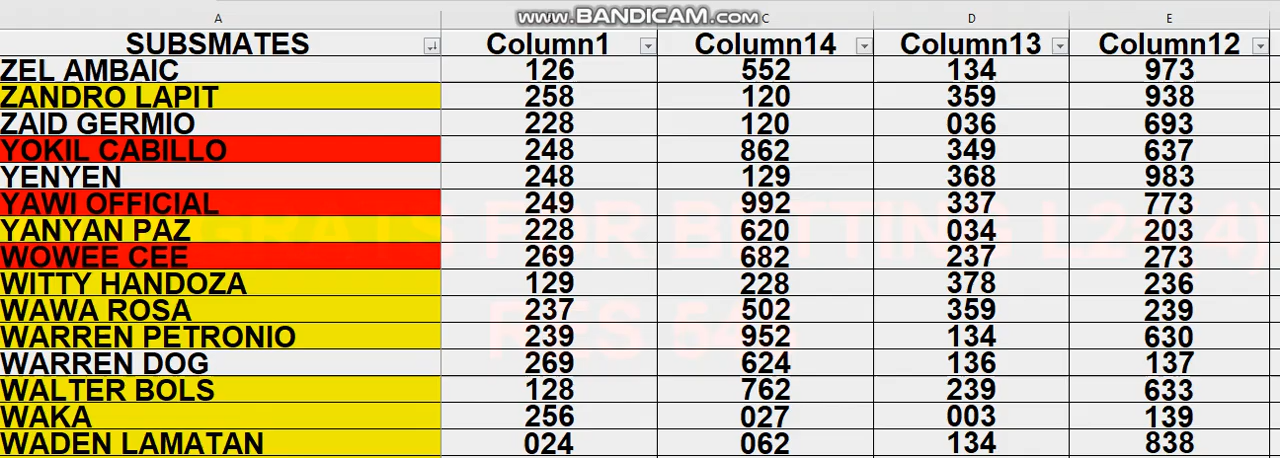 www.BANDICAM.com
A C D E
SUBSMATES Column1 Column14 Column13 Column12
ZEL AMBAIC 126 552 134 973
ZANDRO LAPIT 258 120 359 938
ZAID GERMIO 228 120 036 693
YOKIL CABILLO 248 862 349 637
YENYEN 248 129 368 983
YAWI OFFICIAL 249 992 337 773
YANYAN PAZ 228 620 034 203
WOWEE CEE 269 682 237 273
WITTY HANDOZA 129 228 378 236
WAWA ROSA 237 502 359 239
WARREN PETRONIO 239 952 134 630
WARREN DOG 269 624 136 137
WALTER BOLS 128 762 239 633
WAKA 256 027 003 139
WADEN LAMATAN 024 062 134 838